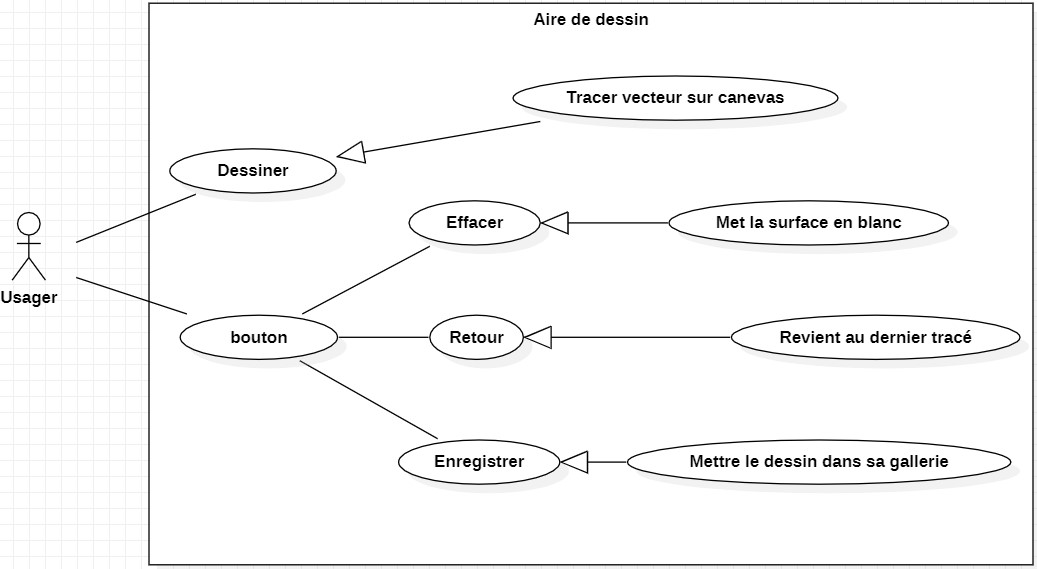 Aire de dessin
Tracer vecteur sur canevas
Dessiner
Effacer
Met la surface en blanc
Usager
bouton
Retour
Revient au dernier tracé
Enregistrer
Mettre le dessin dans sa gallerie